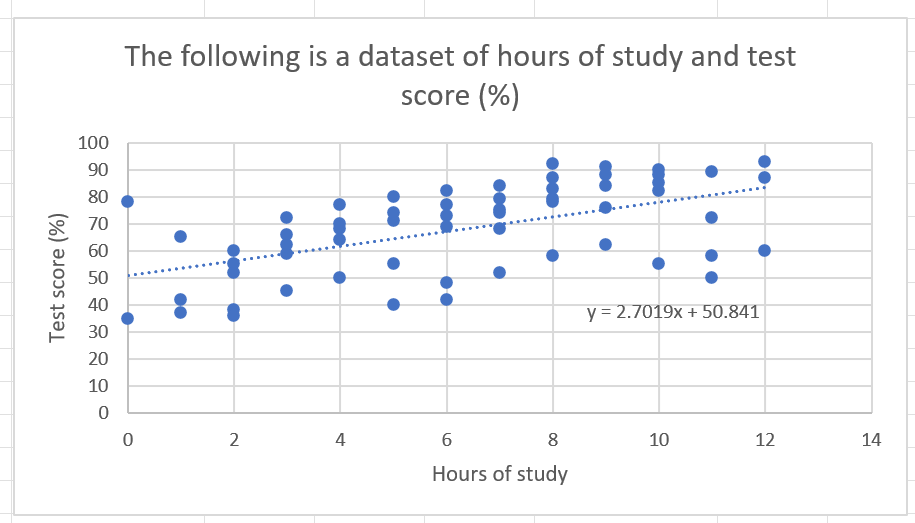 The following is a dataset of hours of study and test
score (%)
Test score (%)
100
90
80
70
60
50
40
30
20
10
0
y = 2.7019x + 50.841
0 2 4 6 8 10 12 14
Hours of study